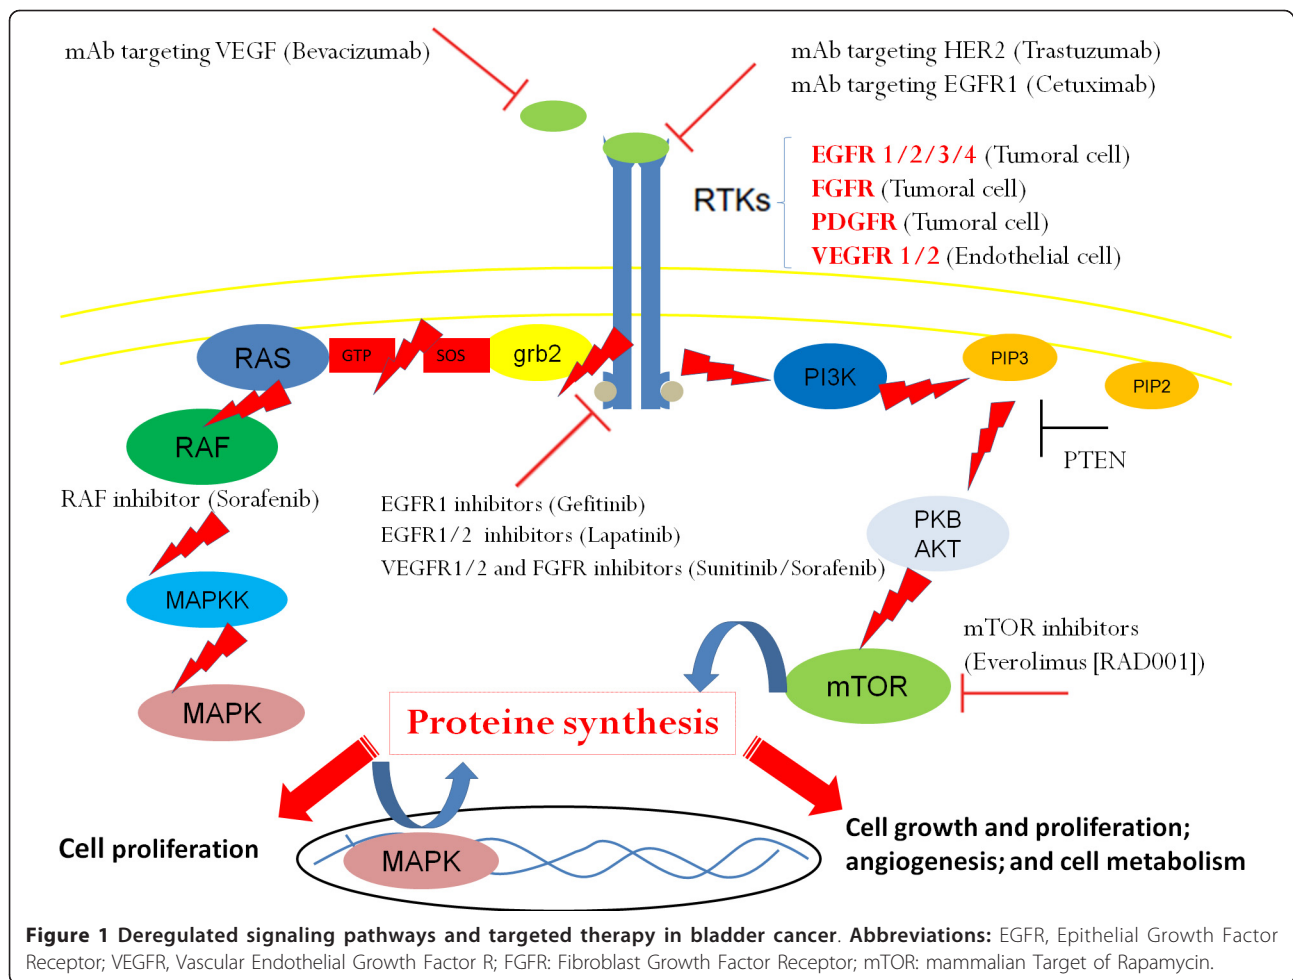 mAb targeting VEGF (Bevacizumab)
mAb targeting HER2 (Trastuzumab)
mAb targeting EGFR1 (Cetuximab)
RTKs
EGFR 1/2/3/4 (Tumoral cell)
FGFR (Tumoral cell)
PDGFR (Tumoral cell)
VEGFR 1/2 (Endothelial cell)
RAS
GTP
SOS
grb2
PI3K
PIP3
PIP2
RAF
RAF inhibitor (Sorafenib)
PTEN
EGFR1 inhibitors (Gefitinib)
EGFR1/2 inhibitors (Lapatinib)
VEGFR1/2 and FGFR inhibitors (Sunitinib/Sorafenib)
PKB
AKT
MAPKK
mTOR inhibitors
(Everolimus [RAD001])
mTOR
MAPK
Proteine synthesis
Cell proliferation
MAPK
Cell growth and proliferation;
angiogenesis; and cell metabolism
Figure 1 Deregulated signaling pathways and targeted therapy in bladder cancer. Abbreviations: EGFR, Epithelial Growth Factor
Receptor; VEGFR, Vascular Endothelial Growth Factor R; FGFR: Fibroblast Growth Factor Receptor; mTOR: mammalian Target of Rapamycin.